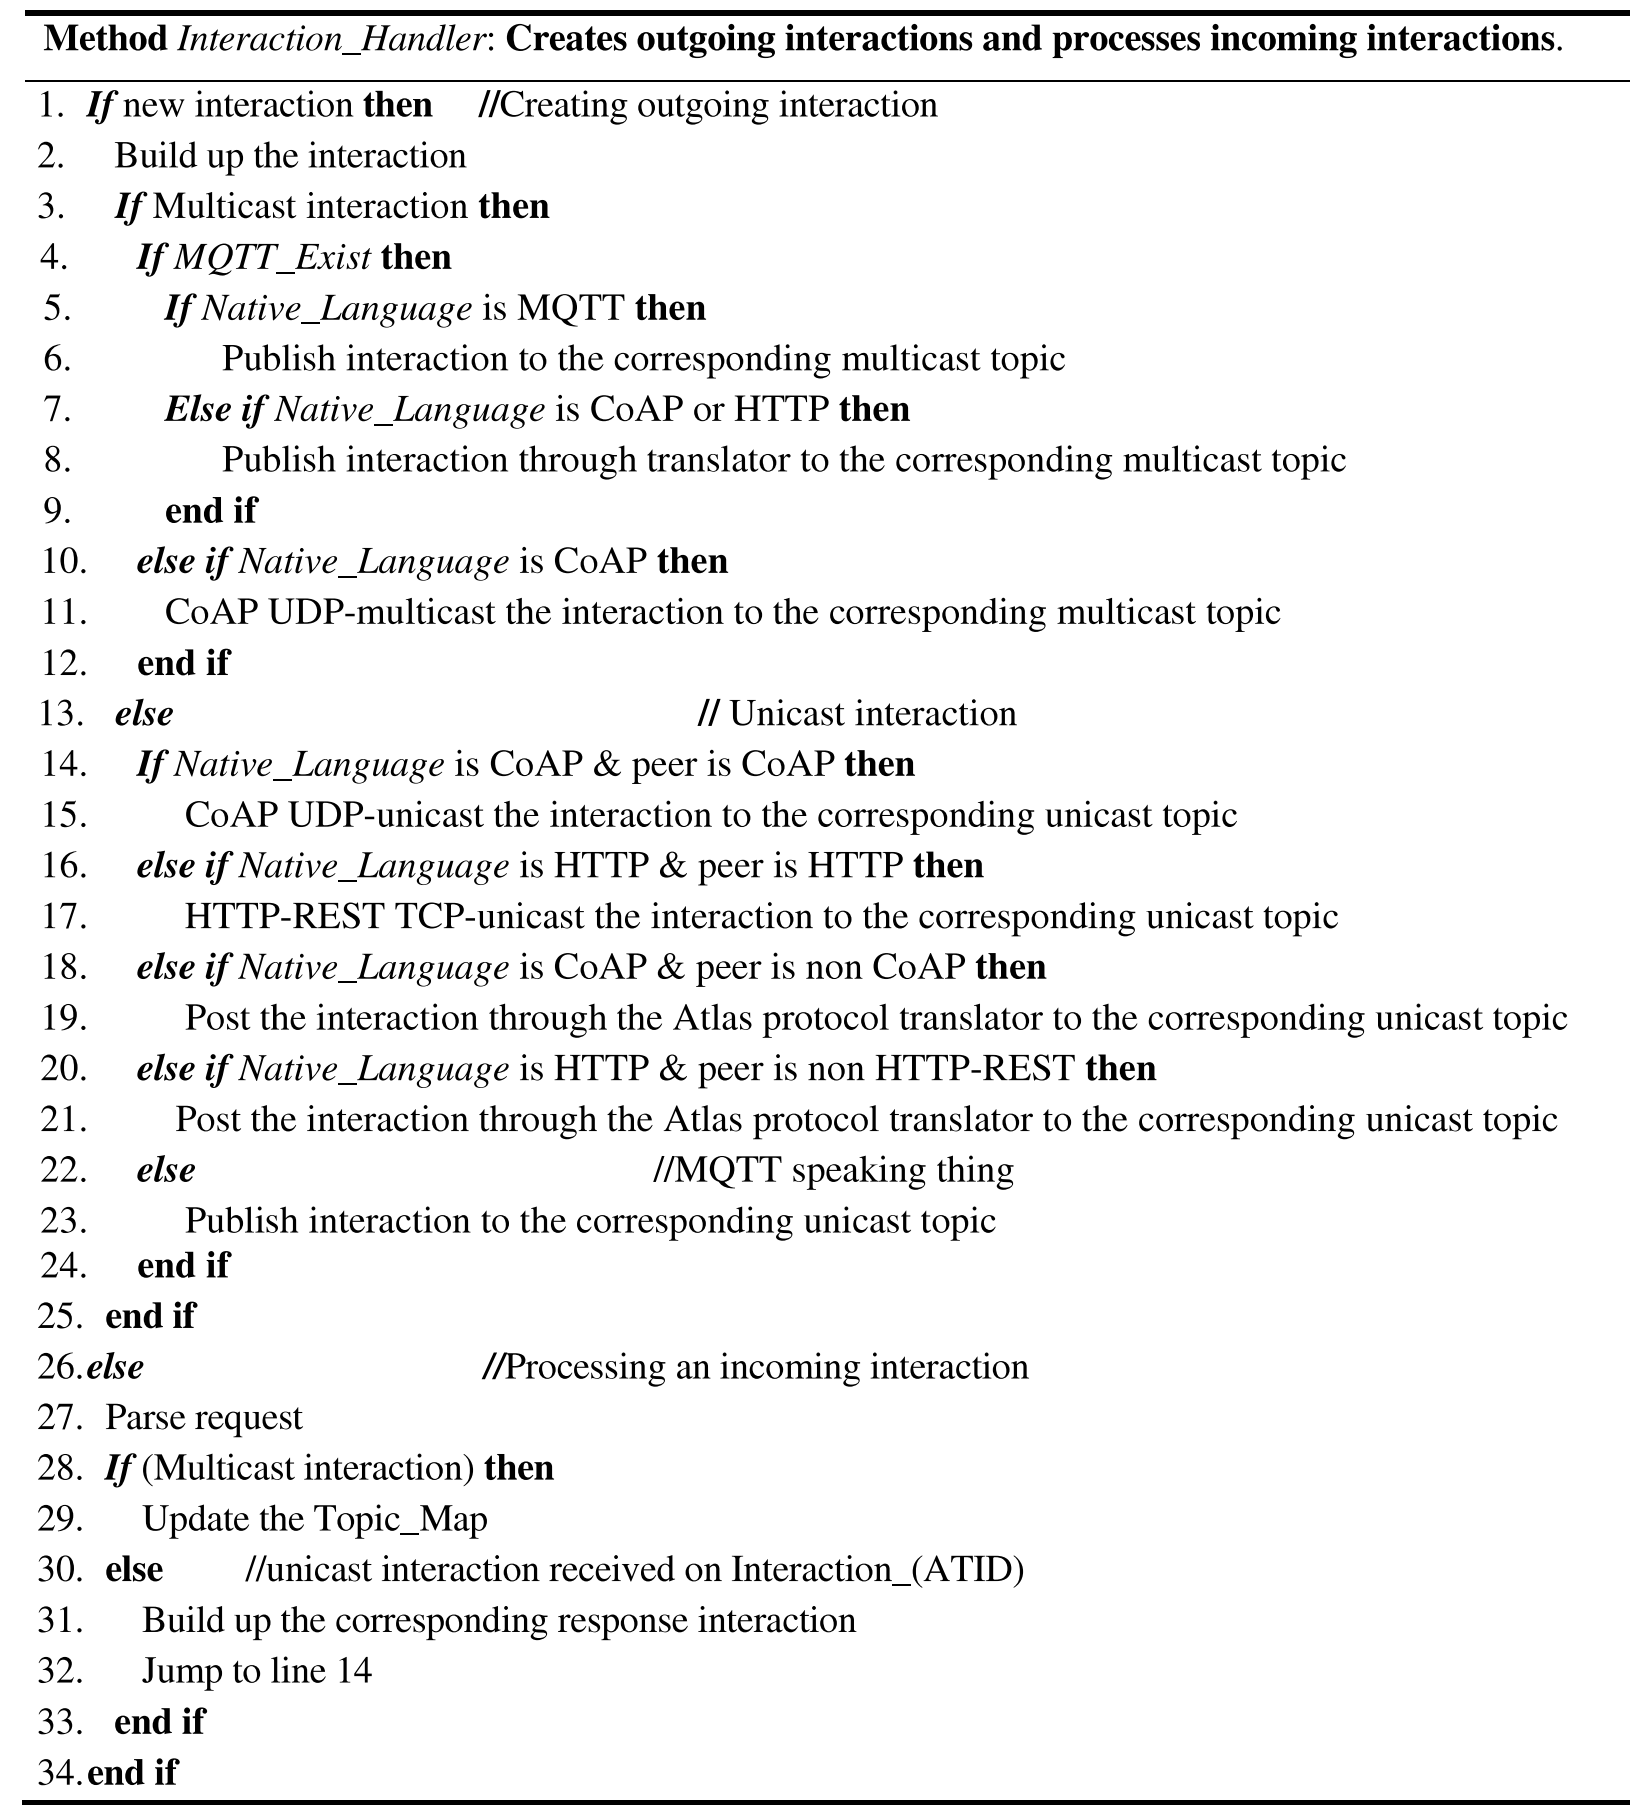 Method Interaction_Handler: Creates outgoing interactions and processes incoming interactions.
1. If new interaction then //Creating outgoing interaction
2. Build up the interaction
3. If Multicast interaction then
4. If MQTT_Exist then
5. If Native_Language is MQTT then
6. Publish interaction to the corresponding multicast topic
7. Else if Native_Language is CoAP or HTTP then
8. Publish interaction through translator to the corresponding multicast topic
9. end if
10. else if Native_Language is CoAP then
11. CoAP UDP-multicast the interaction to the corresponding multicast topic
12. end if
13. else // Unicast interaction
14. If Native_Language is CoAP & peer is CoAP then
15. CoAP UDP-unicast the interaction to the corresponding unicast topic
16. else if Native_Language is HTTP & peer is HTTP then
17. HTTP-REST TCP-unicast the interaction to the corresponding unicast topic
18. else if Native_Language is CoAP & peer is non CoAP then
19. Post the interaction through the Atlas protocol translator to the corresponding unicast topic
20. else if Native_Language is HTTP & peer is non HTTP-REST then
21. Post the interaction through the Atlas protocol translator to the corresponding unicast topic
22. else //MQTT speaking thing
23. Publish interaction to the corresponding unicast topic
24. end if
25. end if
26.else //Processing an incoming interaction
27. Parse request
28. If (Multicast interaction) then
29. Update the Topic_Map
30. else //unicast interaction received on Interaction_(ATID)
31. Build up the corresponding response interaction
32. Jump to line 14
33. end if
34.end if